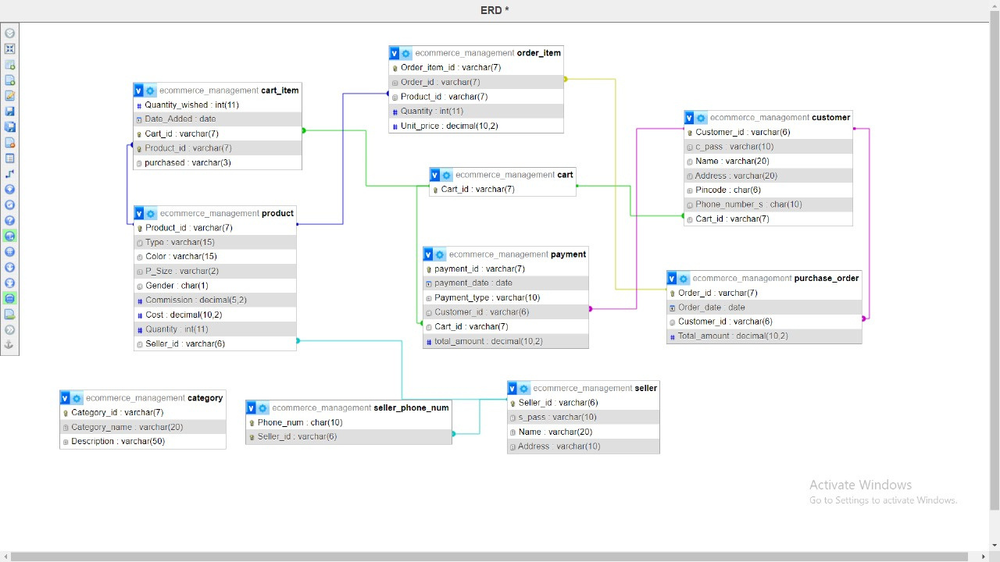 ERD *
ecommerce_management order_item
Order_item_id : varchar(7)
Order_id : varchar(7)
Product_id : varchar(7)
Quantity : int(11)
Unit_price : decimal(10,2)
ecommerce_management cart_item
Quantity_wished : int(11)
Date_Added : date
Cart_id : varchar(7)
Product_id : varchar(7)
purchased : varchar(3)
ecommerce_management customer
Customer_id : varchar(6)
c_pass : varchar(10)
Name : varchar(20)
Address : varchar(20)
Pincode : char(6)
Phone_number_s : char(10)
Cart_id : varchar(7)
ecommerce_management cart
Cart_id : varchar(7)
ecommerce_management product
Product_id : varchar(7)
Type : varchar(15)
Color : varchar(15)
P_Size : varchar(2)
Gender : char(1)
Commission : decimal(5,2)
Cost : decimal(10,2)
Quantity : int(11)
Seller_id : varchar(6)
ecommerce_management payment
payment_id : varchar(7)
payment_date : date
Payment_type : varchar(10)
Customer_id : varchar(6)
Cart_id : varchar(7)
total_amount : decimal(10,2)
ecommerce_management purchase_order
Order_id : varchar(7)
Order_date : date
Customer_id : varchar(6)
Total_amount : decimal(10,2)
ecommerce_management category
Category_id : varchar(7)
Category_name : varchar(20)
Description : varchar(50)
ecommerce_management seller_phone_num
Phone_num : char(10)
Seller_id : varchar(6)
ecommerce_management seller
Seller_id : varchar(6)
s_pass : varchar(10)
Name : varchar(20)
Address : varchar(10)
Activate Windows
Go to Settings to activate Windows.